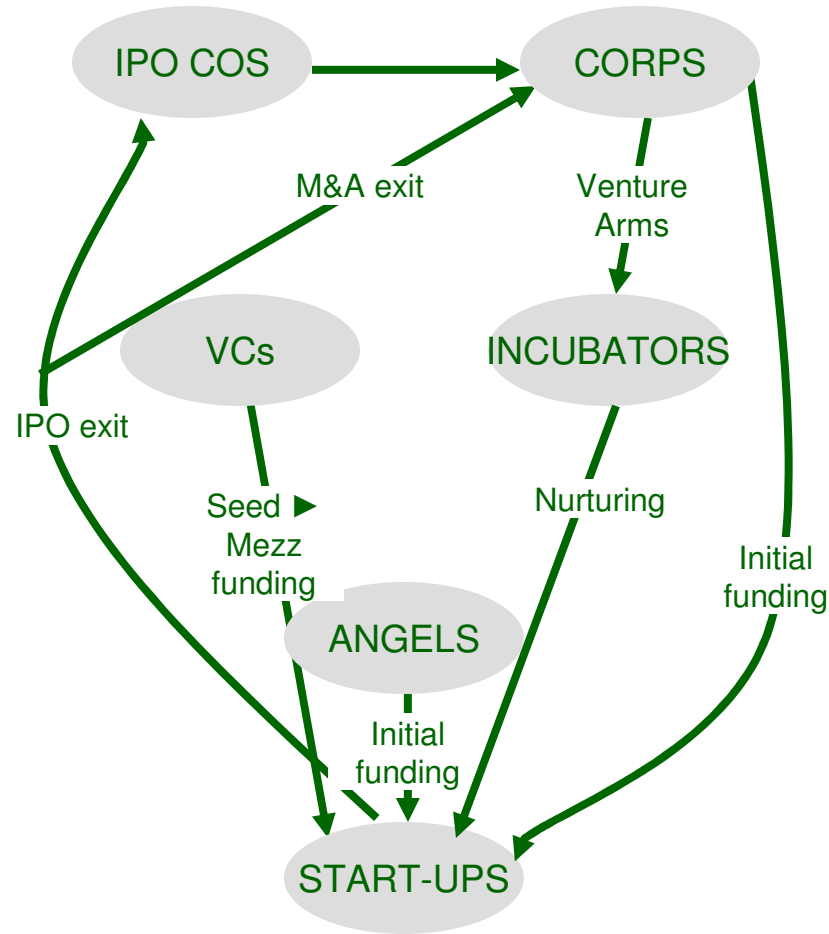 IPO COS
CORPS
M&A exit
Venture
Arms
VCs
INCUBATORS
IPO exit
Seed ►
Mezz
funding
Nurturing
Initial
funding
ANGELS
Initial
funding
START-UPS